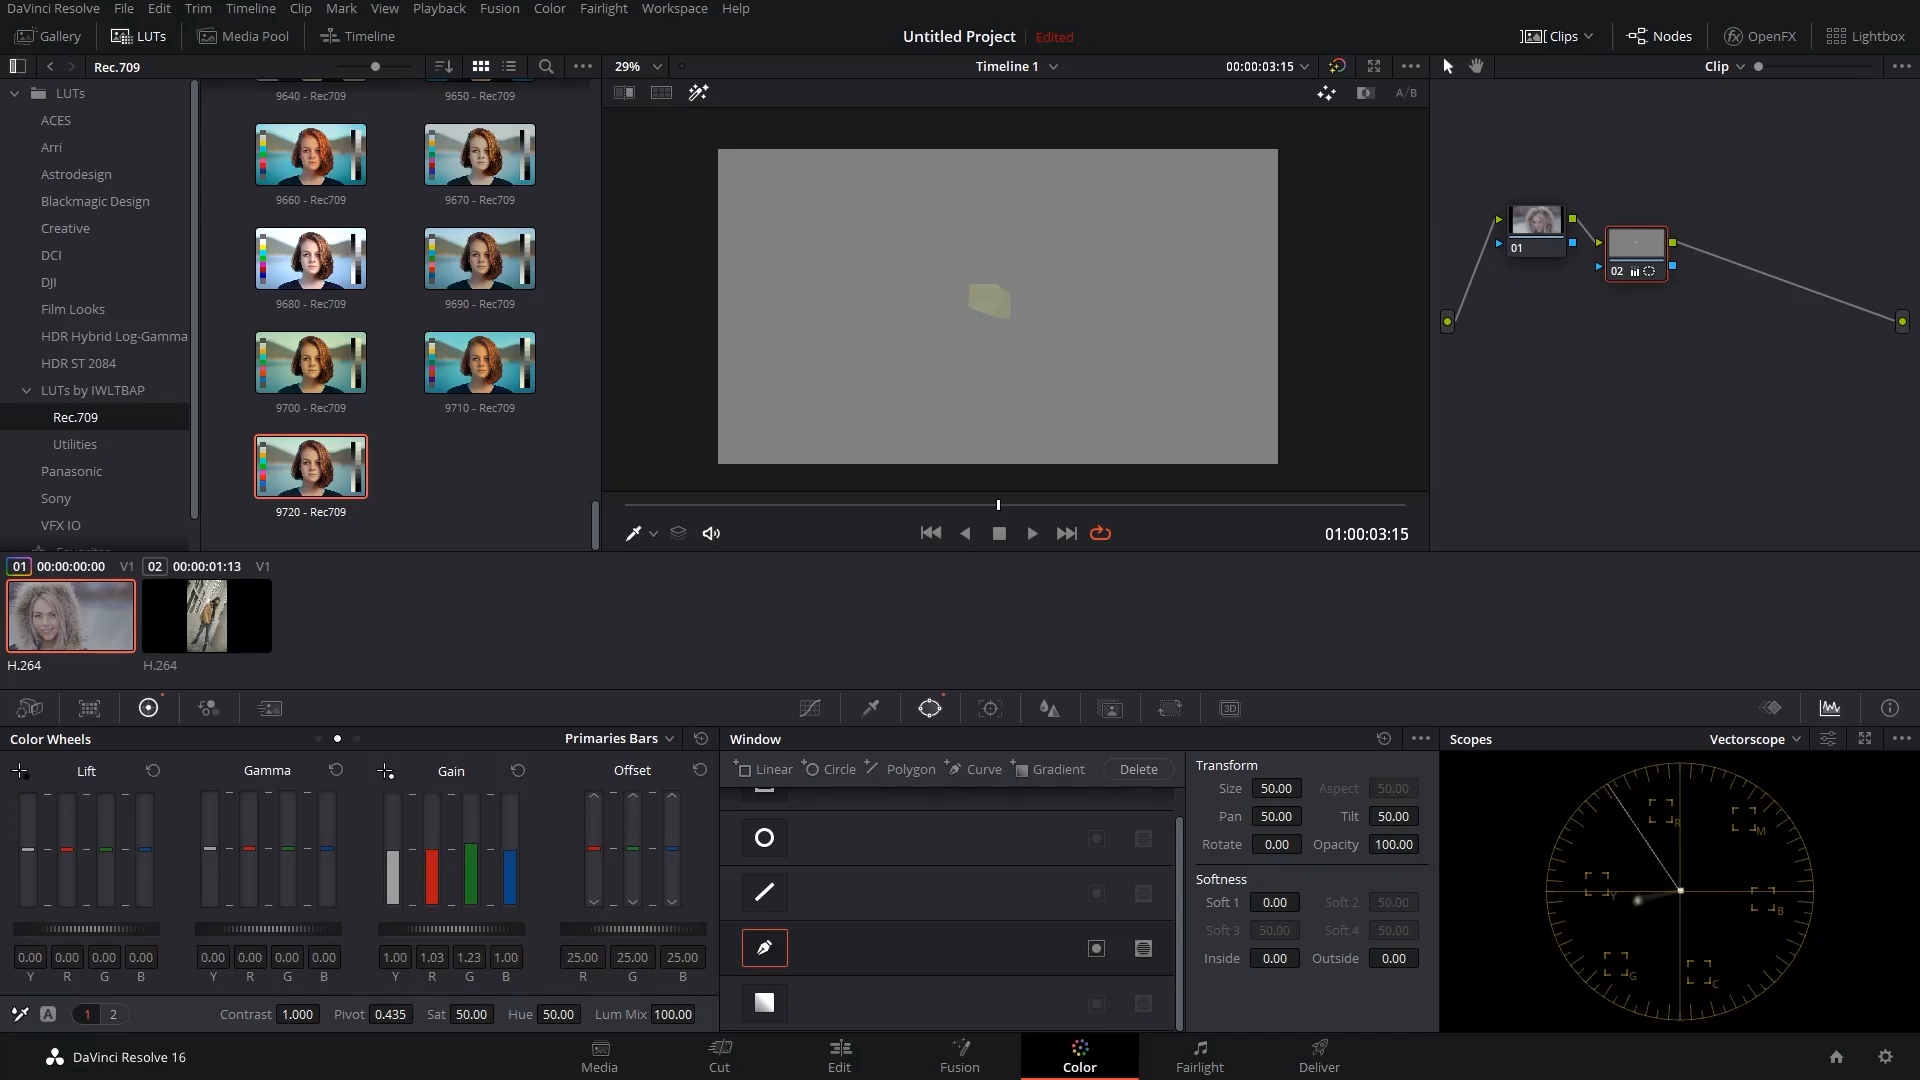 DaVinci Resolve File Edit Trim Timeline Clip Mark View Playback Fusion Color Fairlight Workspace Help
Gallery LUTs Media Pool Timeline Untitled Project Edited Clips Nodes OpenFX Lightbox
Rec.709 29% Timeline 1 00:00:03:15 Clip
A/B
LUTs
ACES
Arri
Astrodesign
Blackmagic Design
Creative
DCI
DJI
Film Looks
HDR Hybrid Log-Gamma
HDR ST 2084
LUTs by IWLTBAP
Rec.709
Utilities
Panasonic
Sony
VFX IO
9640 - Rec709 9650 - Rec709
9660 - Rec709 9670 - Rec709
9680 - Rec709 9690 - Rec709
9700 - Rec709 9710 - Rec709
9720 - Rec709
01
02
01:00:03:15
01 00:00:00:00 V1 02 00:00:01:13 V1
H.264 H.264
3D
Color Wheels Primaries Bars
Lift Gamma Gain Offset
0.00 0.00 0.00 0.00 0.00 0.00 0.00 0.00 1.00 1.03 1.23 1.00 25.00 25.00 25.00
Y R G B Y R G B Y R G B R G B
A 1 2 Contrast 1.000 Pivot 0.435 Sat 50.00 Hue 50.00 Lum Mix 100.00
Window
Linear Circle Polygon Curve Gradient Delete
Transform
Size 50.00 Aspect 50.00
Pan 50.00 Tilt 50.00
Rotate 0.00 Opacity 100.00
Softness
Soft 1 0.00 Soft 2 50.00
Soft 3 50.00 Soft 4 50.00
Inside 0.00 Outside 0.00
Scopes Vectorscope
R
M
Y
B
G
C
DaVinci Resolve 16 Media Cut Edit Fusion Color Fairlight Deliver